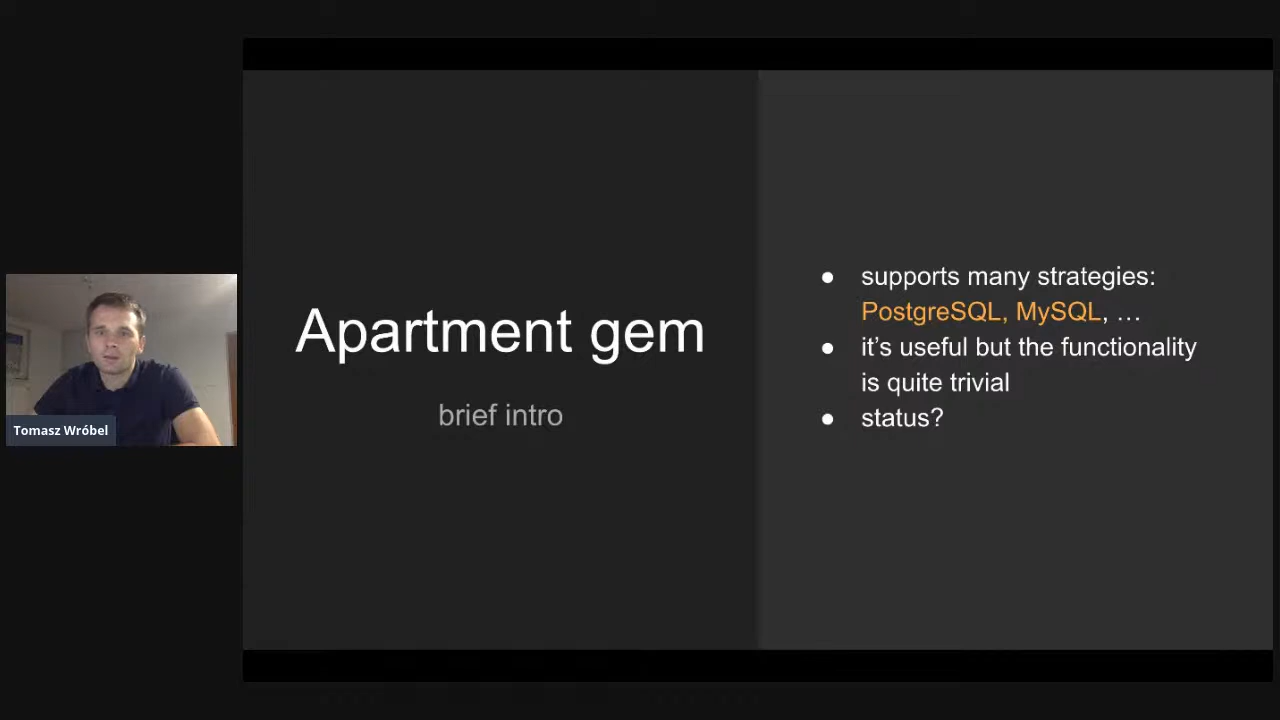 Tomasz Wróbel
Apartment gem
brief intro
● supports many strategies:
PostgreSQL, MySQL, …
● it’s useful but the functionality
is quite trivial
● status?